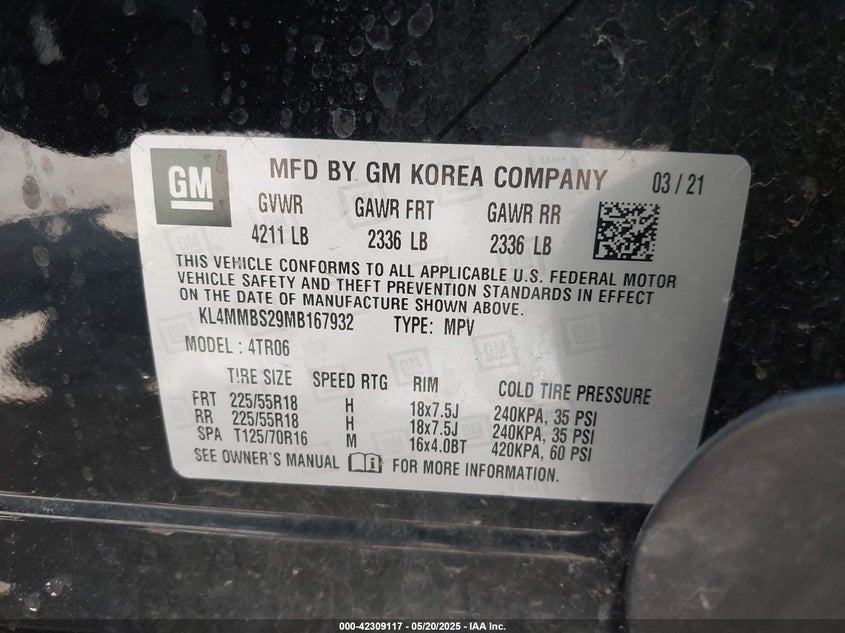 GM
MFD BY GM KOREA COMPANY 03 / 21
GVWR GAWR FRT GAWR RR
4211 LB 2336 LB 2336 LB
THIS VEHICLE CONFORMS TO ALL APPLICABLE U.S. FEDERAL MOTOR
VEHICLE SAFETY AND THEFT PREVENTION STANDARDS IN EFFECT
ON THE DATE OF MANUFACTURE SHOWN ABOVE.
KL4MMBS29MB167932 TYPE: MPV
MODEL : 4TR06
TIRE SIZE SPEED RTG RIM COLD TIRE PRESSURE
FRT 225/55R18 H 18x7.5J 240KPA, 35 PSI
RR 225/55R18 H 18x7.5J 240KPA, 35 PSI
SPA T125/70R16 M 16x4.0BT 420KPA, 60 PSI
SEE OWNER'S MANUAL FOR MORE INFORMATION.
000-42309117 - 05/20/2025 - IAA Inc.